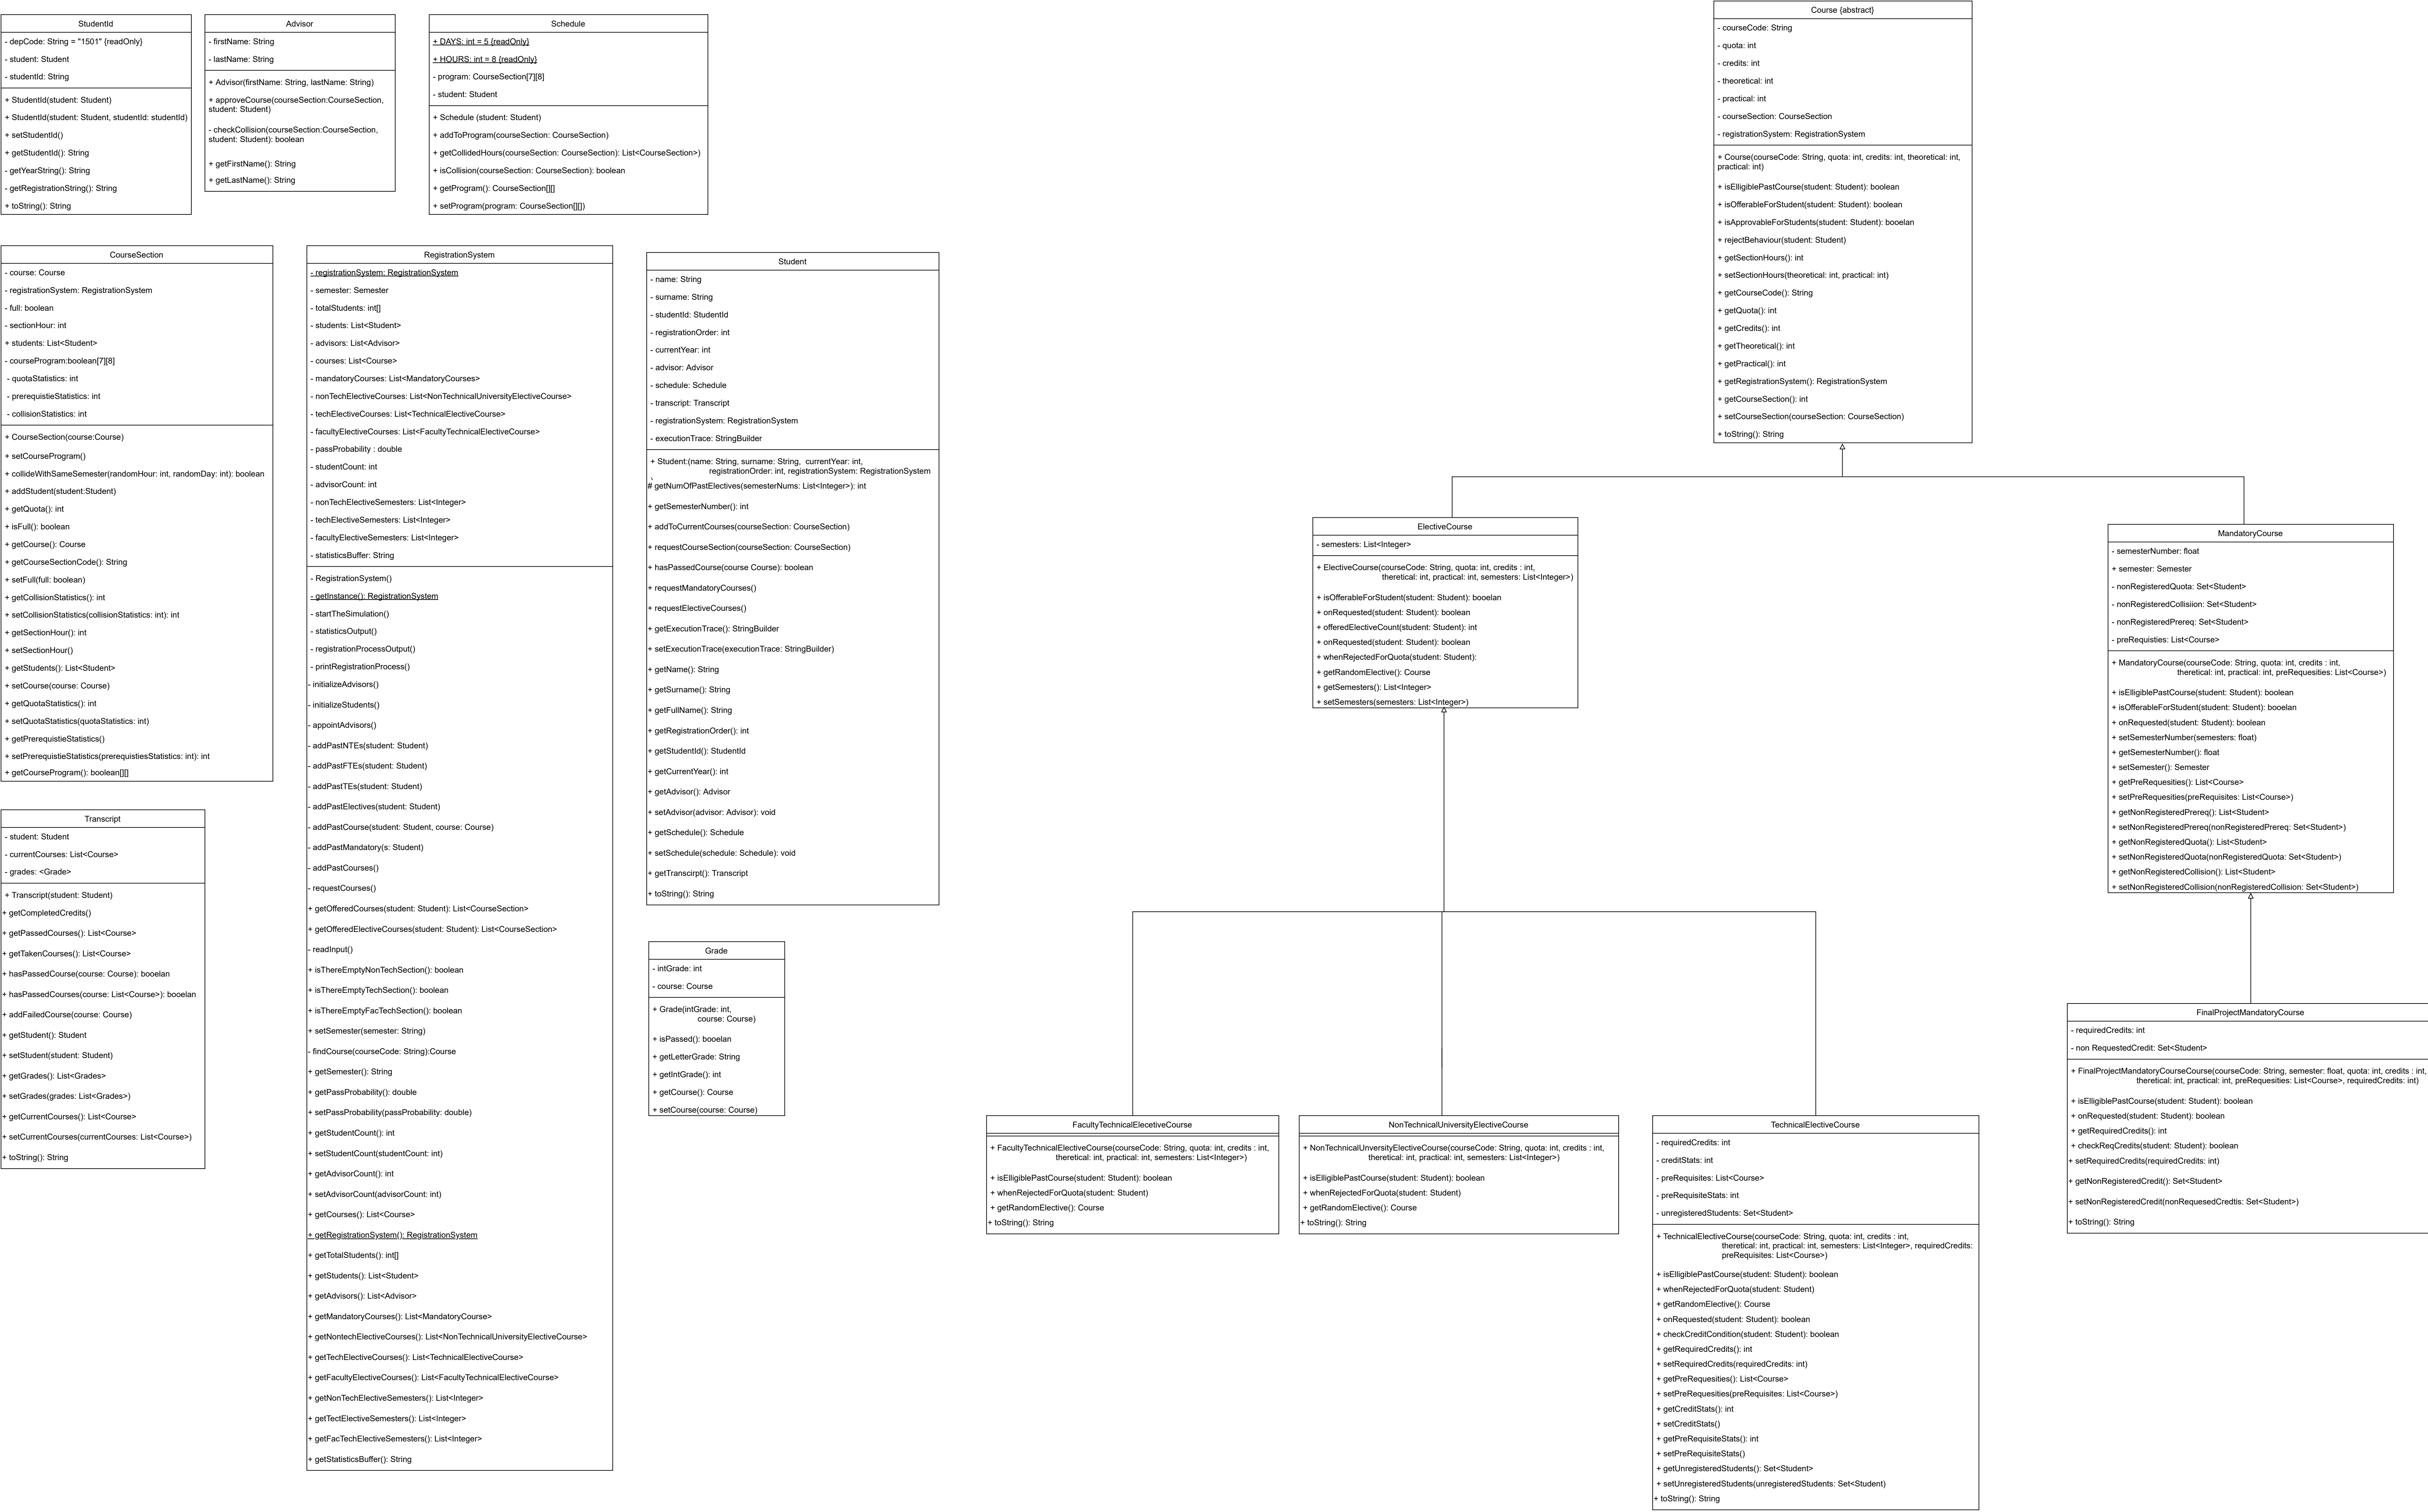 StudentId
- depCode: String = "1501" {readOnly}
- student: Student
- studentId: String
+ StudentId(student: Student)
+ StudentId(student: Student, studentId: studentId)
+ setStudentId()
+ getStudentId(): String
- getYearString(): String
- getRegistrationString(): String
+ toString(): String
Advisor
- firstName: String
- lastName: String
+ Advisor(firstName: String, lastName: String)
+ approveCourse(courseSection:CourseSection,
student: Student)
- checkCollision(courseSection:CourseSection,
student: Student): boolean
+ getFirstName(): String
+ getLastName(): String
Schedule
+ DAYS: int = 5 {readOnly}
+ HOURS: int = 8 {readOnly}
- program: CourseSection[7][8]
- student: Student
+ Schedule (student: Student)
+ addToProgram(courseSection: CourseSection)
+ getCollidedHours(courseSection: CourseSection): List<CourseSection>)
+ isCollision(courseSection: CourseSection): boolean
+ getProgram(): CourseSection[][]
+ setProgram(program: CourseSection[][])
Course {abstract}
- courseCode: String
- quota: int
- credits: int
- theoretical: int
- practical: int
- courseSection: CourseSection
- registrationSystem: RegistrationSystem
+ Course(courseCode: String, quota: int, credits: int, theoretical: int,
practical: int)
+ isElligiblePastCourse(student: Student): boolean
+ isOfferableForStudent(student: Student): boolean
+ isApprovableForStudents(student: Student): booelan
+ rejectBehaviour(student: Student)
+ getSectionHours(): int
+ setSectionHours(theoretical: int, practical: int)
+ getCourseCode(): String
+ getQuota(): int
+ getCredits(): int
+ getTheoretical(): int
+ getPractical(): int
+ getRegistrationSystem(): RegistrationSystem
+ getCourseSection(): int
+ setCourseSection(courseSection: CourseSection)
+ toString(): String
CourseSection
- course: Course
- registrationSystem: RegistrationSystem
- full: boolean
- sectionHour: int
+ students: List<Student>
- courseProgram:boolean[7][8]
- quotaStatistics: int
- prerequistieStatistics: int
- collisionStatistics: int
+ CourseSection(course:Course)
+ setCourseProgram()
+ collideWithSameSemester(randomHour: int, randomDay: int): boolean
+ addStudent(student:Student)
+ getQuota(): int
+ isFull(): boolean
+ getCourse(): Course
+ getCourseSectionCode(): String
+ setFull(full: boolean)
+ getCollisionStatistics(): int
+ setCollisionStatistics(collisionStatistics: int): int
+ getSectionHour(): int
+ setSectionHour()
+ getStudents(): List<Student>
+ setCourse(course: Course)
+ getQuotaStatistics(): int
+ setQuotaStatistics(quotaStatistics: int)
+ getPrerequistieStatistics()
+ setPrerequistieStatistics(prerequistiesStatistics: int): int
+ getCourseProgram(): boolean[][]
RegistrationSystem
- registrationSystem: RegistrationSystem
- semester: Semester
- totalStudents: int[]
- students: List<Student>
- advisors: List<Advisor>
- courses: List<Course>
- mandatoryCourses: List<MandatoryCourses>
- nonTechElectiveCourses: List<NonTechnicalUniversityElectiveCourse>
- techElectiveCourses: List<TechnicalElectiveCourse>
- facultyElectiveCourses: List<FacultyTechnicalElectiveCourse>
- passProbability : double
- studentCount: int
- advisorCount: int
- nonTechElectiveSemesters: List<Integer>
- techElectiveSemesters: List<Integer>
- facultyElectiveSemesters: List<Integer>
- statisticsBuffer: String
- RegistrationSystem()
- getInstance(): RegistrationSystem
- startTheSimulation()
- statisticsOutput()
- registrationProcessOutput()
- printRegistrationProcess()
- initializeAdvisors()
- initializeStudents()
- appointAdvisors()
- addPastNTEs(student: Student)
- addPastFTEs(student: Student)
- addPastTEs(student: Student)
- addPastElectives(student: Student)
- addPastCourse(student: Student, course: Course)
- addPastMandatory(s: Student)
- addPastCourses()
- requestCourses()
+ getOfferedCourses(student: Student): List<CourseSection>
+ getOfferedElectiveCourses(student: Student): List<CourseSection>
- readInput()
+ isThereEmptyNonTechSection(): boolean
+ isThereEmptyTechSection(): boolean
+ isThereEmptyFacTechSection(): boolean
+ setSemester(semester: String)
- findCourse(courseCode: String):Course
+ getSemester(): String
+ getPassProbability(): double
+ setPassProbability(passProbability: double)
+ getStudentCount(): int
+ setStudentCount(studentCount: int)
+ getAdvisorCount(): int
+ setAdvisorCount(advisorCount: int)
+ getCourses(): List<Course>
+ getRegistrationSystem(): RegistrationSystem
+ getTotalStudents(): int[]
+ getStudents(): List<Student>
+ getAdvisors(): List<Advisor>
+ getMandatoryCourses(): List<MandatoryCourse>
+ getNontechElectiveCourses(): List<NonTechnicalUniversityElectiveCourse>
+ getTechElectiveCourses(): List<TechnicalElectiveCourse>
+ getFacultyElectiveCourses(): List<FacultyTechnicalElectiveCourse>
+ getNonTechElectiveSemesters(): List<Integer>
+ getTectElectiveSemesters(): List<Integer>
+ getFacTechElectiveSemesters(): List<Integer>
+ getStatisticsBuffer(): String
Student
- name: String
- surname: String
- studentId: StudentId
- registrationOrder: int
- currentYear: int
- advisor: Advisor
- schedule: Schedule
- transcript: Transcript
- registrationSystem: RegistrationSystem
- executionTrace: StringBuilder
+ Student:(name: String, surname: String, currentYear: int,
registrationOrder: int, registrationSystem: RegistrationSystem
# getNumOfPastElectives(semesterNums: List<Integer>): int
+ getSemesterNumber(): int
+ addToCurrentCourses(courseSection: CourseSection)
+ requestCourseSection(courseSection: CourseSection)
+ hasPassedCourse(course Course): boolean
+ requestMandatoryCourses()
+ requestElectiveCourses()
+ getExecutionTrace(): StringBuilder
+ setExecutionTrace(executionTrace: StringBuilder)
+ getName(): String
+ getSurname(): String
+ getFullName(): String
+ getRegistrationOrder(): int
+ getStudentId(): StudentId
+ getCurrentYear(): int
+ getAdvisor(): Advisor
+ setAdvisor(advisor: Advisor): void
+ getSchedule(): Schedule
+ setSchedule(schedule: Schedule): void
+ getTranscirpt(): Transcript
+ toString(): String
ElectiveCourse
- semesters: List<Integer>
+ ElectiveCourse(courseCode: String, quota: int, credits : int,
theretical: int, practical: int, semesters: List<Integer>)
+ isOfferableForStudent(student: Student): booelan
+ onRequested(student: Student): boolean
+ offeredElectiveCount(student: Student): int
+ onRequested(student: Student): boolean
+ whenRejectedForQuota(student: Student):
+ getRandomElective(): Course
+ getSemesters(): List<Integer>
+ setSemesters(semesters: List<Integer>)
MandatoryCourse
- semesterNumber: float
+ semester: Semester
- nonRegisteredQuota: Set<Student>
- nonRegisteredCollisiion: Set<Student>
- nonRegisteredPrereq: Set<Student>
- preRequisties: List<Course>
+ MandatoryCourse(courseCode: String, quota: int, credits : int,
theretical: int, practical: int, preRequesities: List<Course>)
+ isElligiblePastCourse(student: Student): boolean
+ isOfferableForStudent(student: Student): booelan
+ onRequested(student: Student): boolean
+ setSemesterNumber(semesters: float)
+ getSemesterNumber(): float
+ setSemester(): Semester
+ getPreRequesities(): List<Course>
+ setPreRequesities(preRequisites: List<Course>)
+ getNonRegisteredPrereq(): List<Student>
+ setNonRegisteredPrereq(nonRegisteredPrereq: Set<Student>)
+ getNonRegisteredQuota(): List<Student>
+ setNonRegisteredQuota(nonRegisteredQuota: Set<Student>)
+ getNonRegisteredCollision(): List<Student>
+ setNonRegisteredCollision(nonRegisteredCollision: Set<Student>)
Transcript
- student: Student
- currentCourses: List<Course>
- grades: <Grade>
+ Transcript(student: Student)
+ getCompletedCredits()
+ getPassedCourses(): List<Course>
+ getTakenCourses(): List<Course>
+ hasPassedCourse(course: Course): booelan
+ hasPassedCourses(course: List<Course>): booelan
+ addFailedCourse(course: Course)
+ getStudent(): Student
+ setStudent(student: Student)
+ getGrades(): List<Grades>
+ setGrades(grades: List<Grades>)
+ getCurrentCourses(): List<Course>
+ setCurrentCourses(currentCourses: List<Course>)
+ toString(): String
Grade
- intGrade: int
- course: Course
+ Grade(intGrade: int,
course: Course)
+ isPassed(): booelan
+ getLetterGrade: String
+ getIntGrade(): int
+ getCourse(): Course
+ setCourse(course: Course)
FinalProjectMandatoryCourse
- requiredCredits: int
- non RequestedCredit: Set<Student>
+ FinalProjectMandatoryCourseCourse(courseCode: String, semester: float, quota: int, credits : int,
theretical: int, practical: int, preRequesities: List<Course>, requiredCredits: int)
+ isElligiblePastCourse(student: Student): boolean
+ onRequested(student: Student): boolean
+ getRequiredCredits(): int
+ checkReqCredits(student: Student): boolean
+ setRequiredCredits(requiredCredits: int)
+ getNonRegisteredCredit(): Set<Student>
+ setNonRegisteredCredit(nonRequesedCredtis: Set<Student>)
+ toString(): String
FacultyTechnicalElecetiveCourse
+ FacultyTechnicalElectiveCourse(courseCode: String, quota: int, credits : int,
theretical: int, practical: int, semesters: List<Integer>)
+ isElligiblePastCourse(student: Student): boolean
+ whenRejectedForQuota(student: Student)
+ getRandomElective(): Course
+ toString(): String
NonTechnicalUniversityElectiveCourse
+ NonTechnicalUnversityElectiveCourse(courseCode: String, quota: int, credits : int,
theretical: int, practical: int, semesters: List<Integer>)
+ isElligiblePastCourse(student: Student): boolean
+ whenRejectedForQuota(student: Student)
+ getRandomElective(): Course
+ toString(): String
TechnicalElectiveCourse
- requiredCredits: int
- creditStats: int
- preRequisites: List<Course>
- preRequisiteStats: int
- unregisteredStudents: Set<Student>
+ TechnicalElectiveCourse(courseCode: String, quota: int, credits : int,
theretical: int, practical: int, semesters: List<Integer>, requiredCredits:
preRequisites: List<Course>)
+ isElligiblePastCourse(student: Student): boolean
+ whenRejectedForQuota(student: Student)
+ getRandomElective(): Course
+ onRequested(student: Student): boolean
+ checkCreditCondition(student: Student): boolean
+ getRequiredCredits(): int
+ setRequiredCredits(requiredCredits: int)
+ getPreRequesities(): List<Course>
+ setPreRequesities(preRequisites: List<Course>)
+ getCreditStats(): int
+ setCreditStats()
+ getPreRequisiteStats(): int
+ setPreRequisiteStats()
+ getUnregisteredStudents(): Set<Student>
+ setUnregisteredStudents(unregisteredStudents: Set<Student)
+ toString(): String